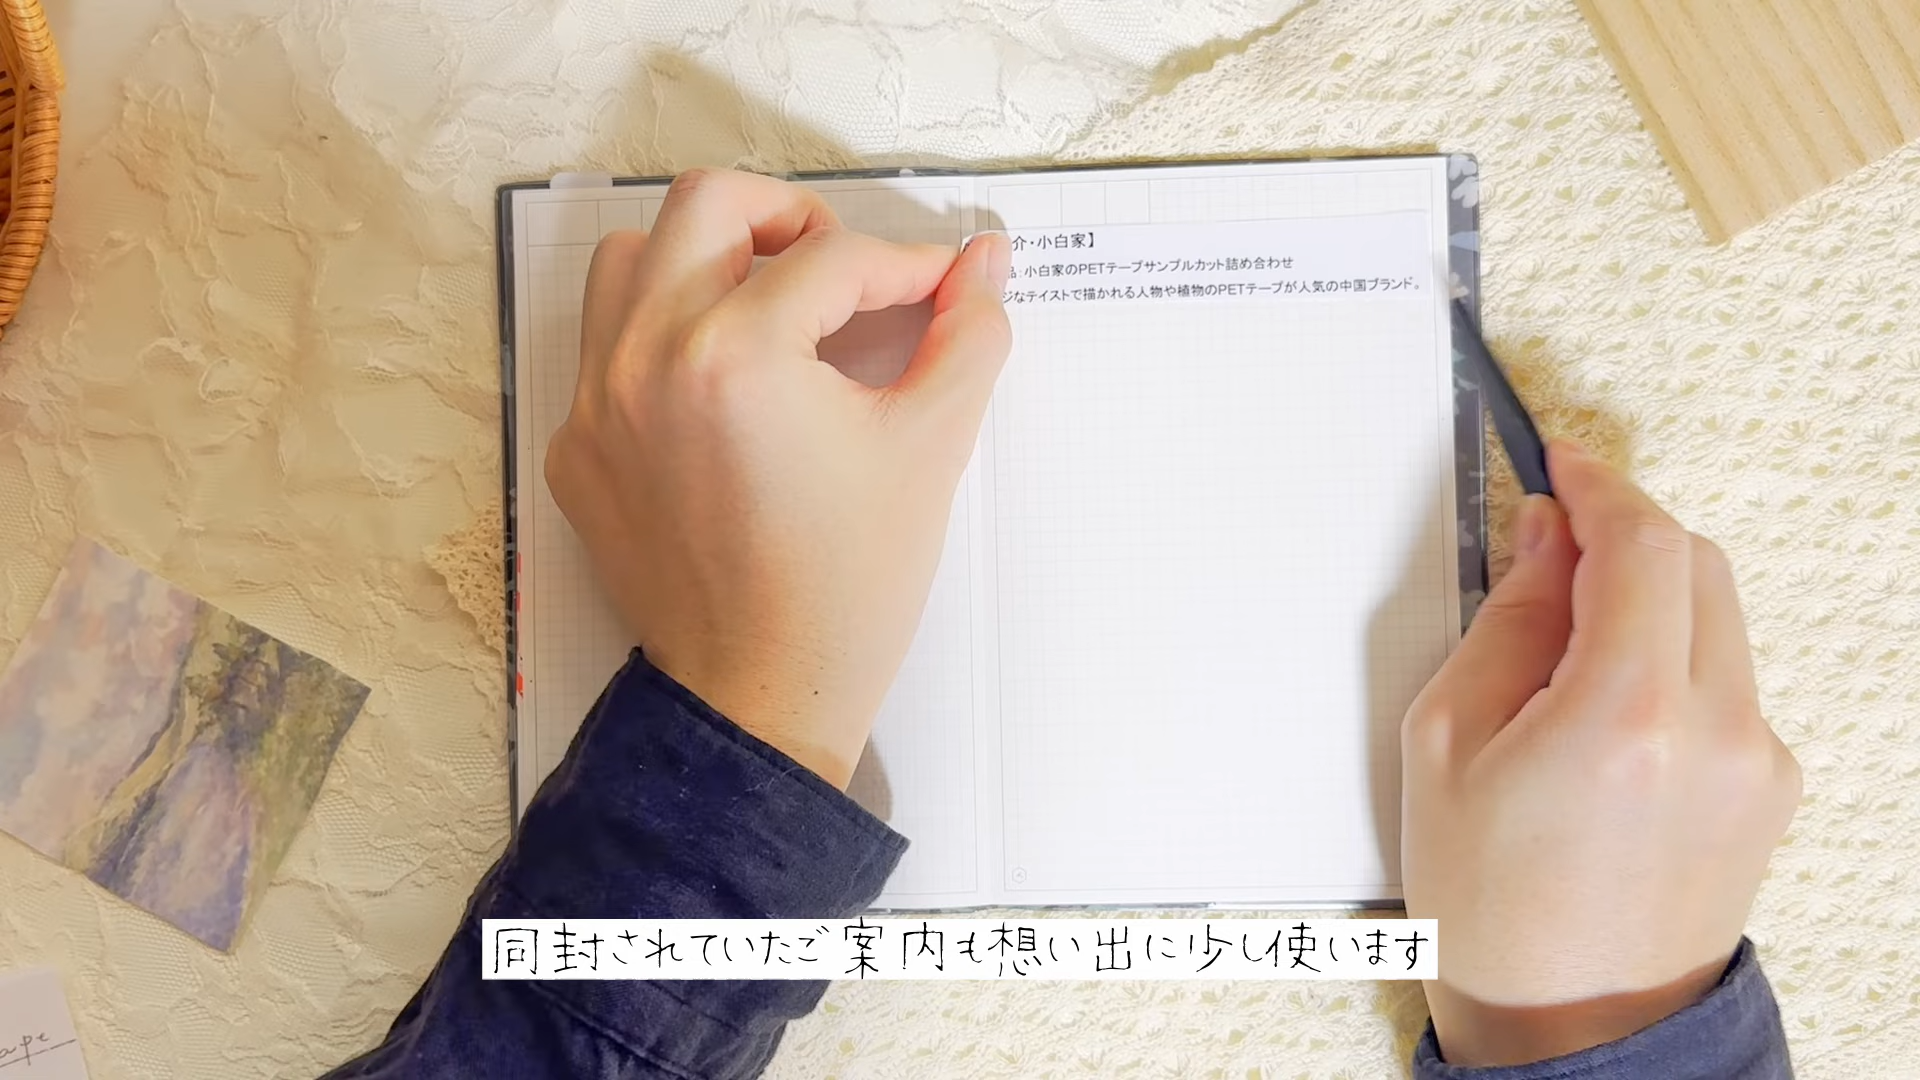 介・小白家】
品：小白家のPETテープサンプルカット詰め合わせ
ジなテイストで描かれる人物や植物のPETテープが人気の中国ブランド。
同封されていたご案内も想い出に少し使います
ape